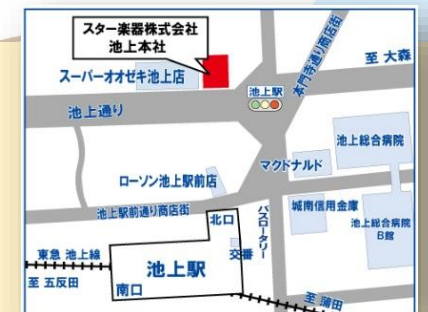 スター楽器株式会社
池上本社
スーパーオオゼキ池上店
池上駅
本門寺通り商店街
至 大森
池上通り
池上総合病院
マクドナルド
ローソン池上駅前店
城南信用金庫
池上総合病院
B館
池上駅前通り商店街
北口
バスロータリー
交番
東急 池上線
池上駅
至 五反田
南口
至 蒲田